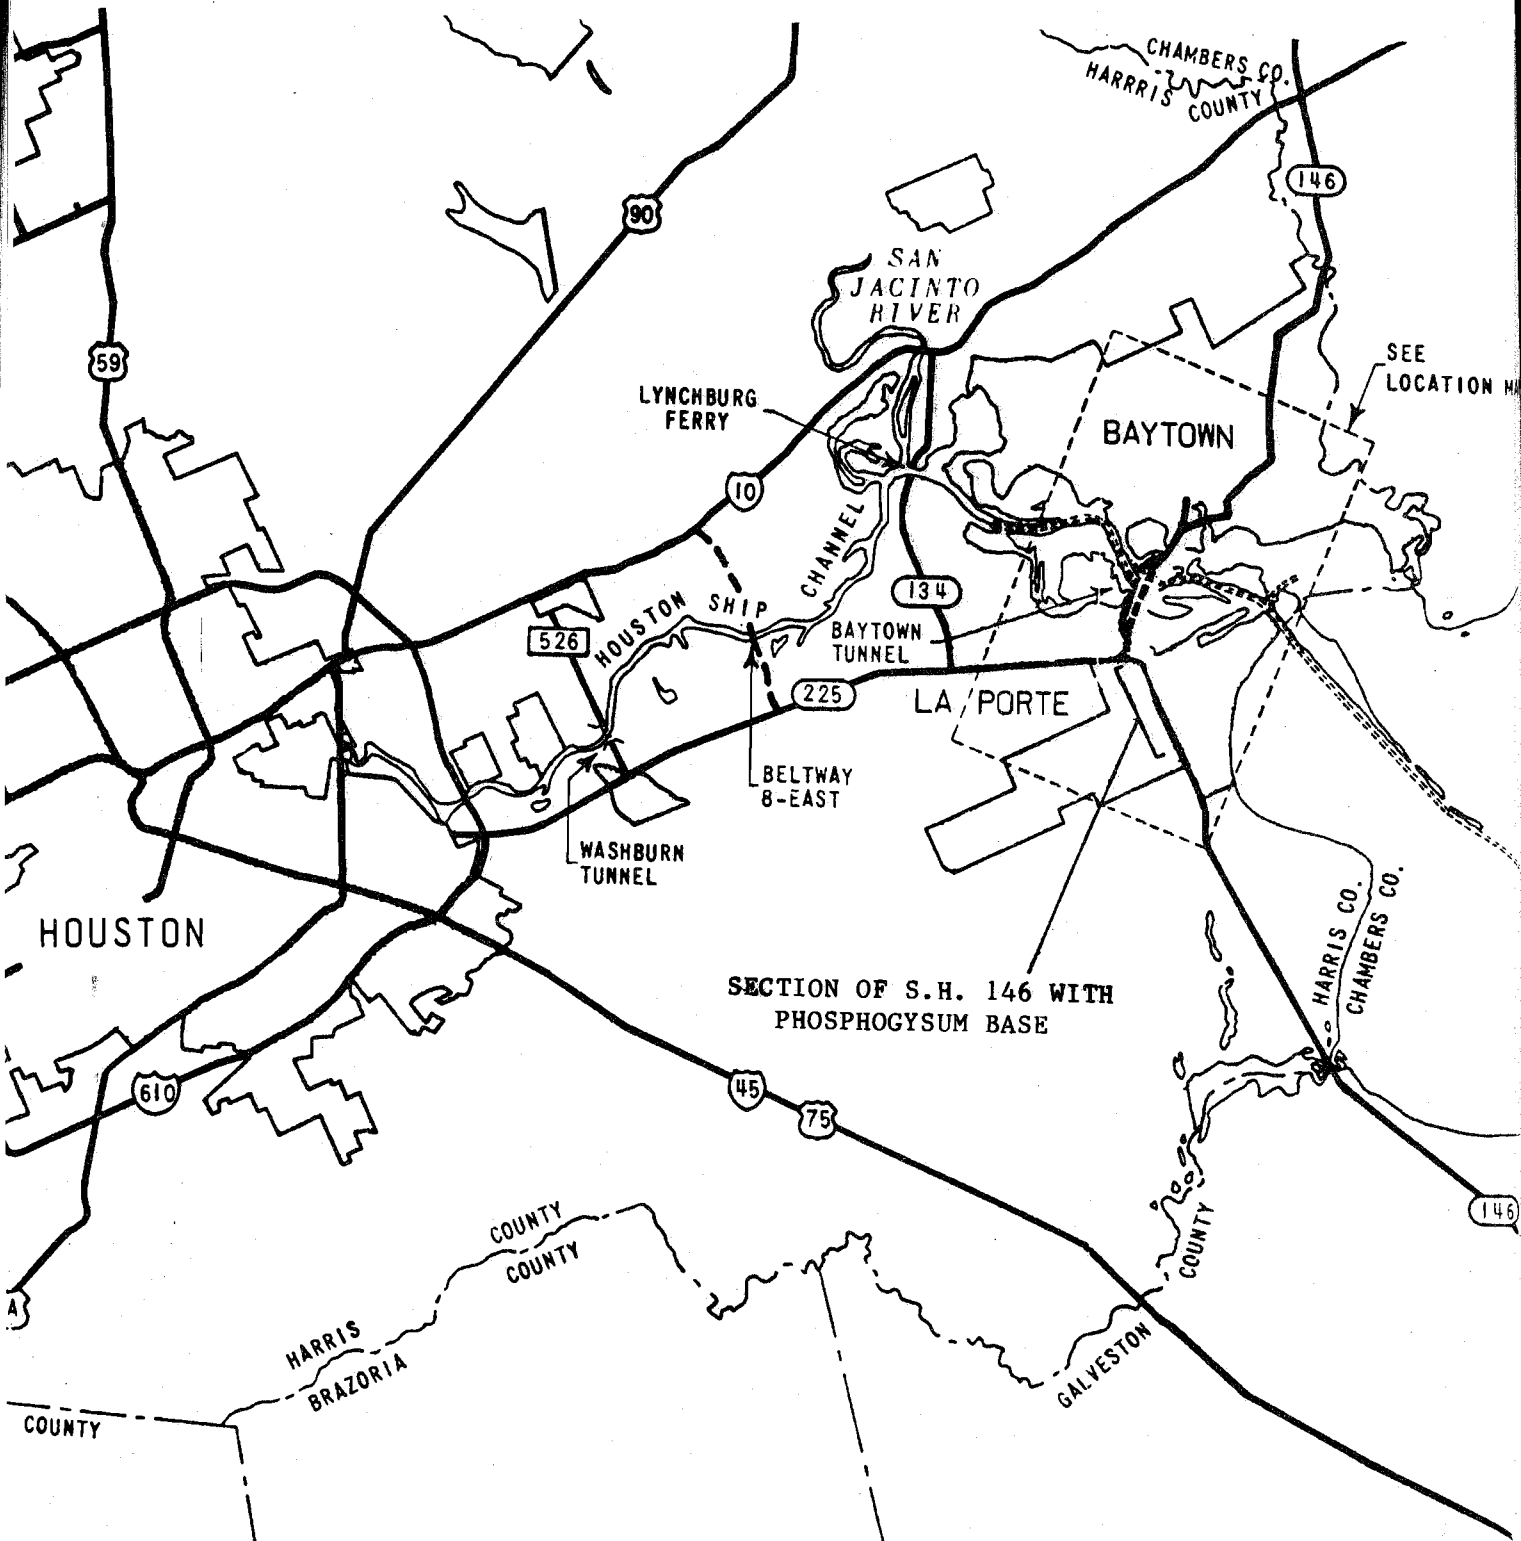 CHAMBERS CO.
HARRRIS COUNTY
146
90
SAN
JACINTO
RIVER
59
SEE
LOCATION
LYNCHBURG
FERRY
BAYTOWN
10
CHANNEL
134
HOUSTON
SHIP
526
BAYTOWN
TUNNEL
225
LA PORTE
BELTWAY
8-EAST
WASHBURN
TUNNEL
HOUSTON
HARRIS CO.
CHAMBERS CO.
SECTION OF S.H. 146 WITH
PHOSPHOGYSUM BASE
610
45
75
146
COUNTY
COUNTY
COUNTY
A
HARRIS
BRAZORIA
GALVESTON
COUNTY